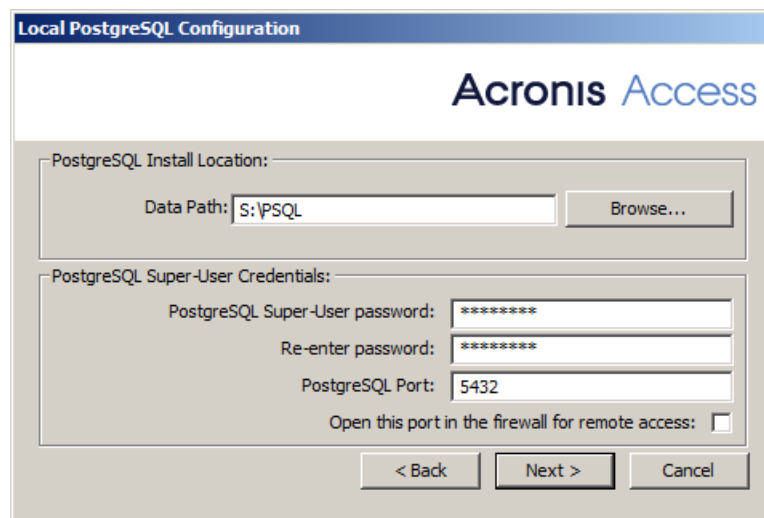 Local PostgreSQL Configuration
Acronis Access
PostgreSQL Install Location:
Data Path: S:\PSQL Browse...
PostgreSQL Super-User Credentials:
PostgreSQL Super-User password: ********
Re-enter password: ********
PostgreSQL Port: 5432
Open this port in the firewall for remote access:
< Back Next > Cancel